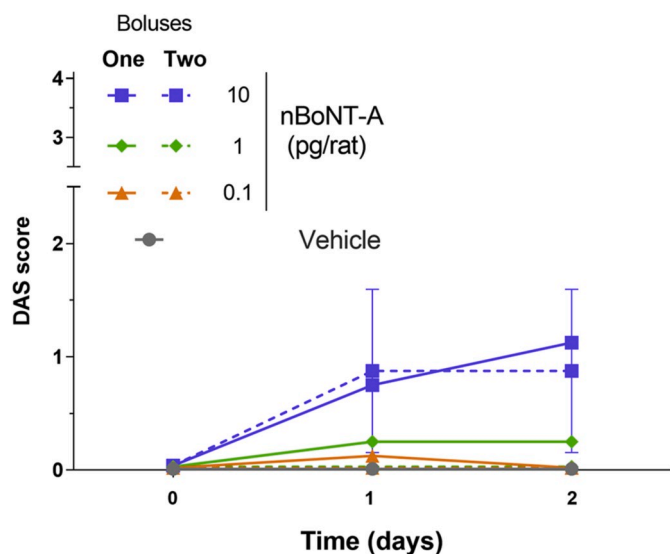 Boluses
One Two
10
1
0.1
nBoNT-A
(pg/rat)
Vehicle
4
3
2
1
0
DAS score
0 1 2
Time (days)